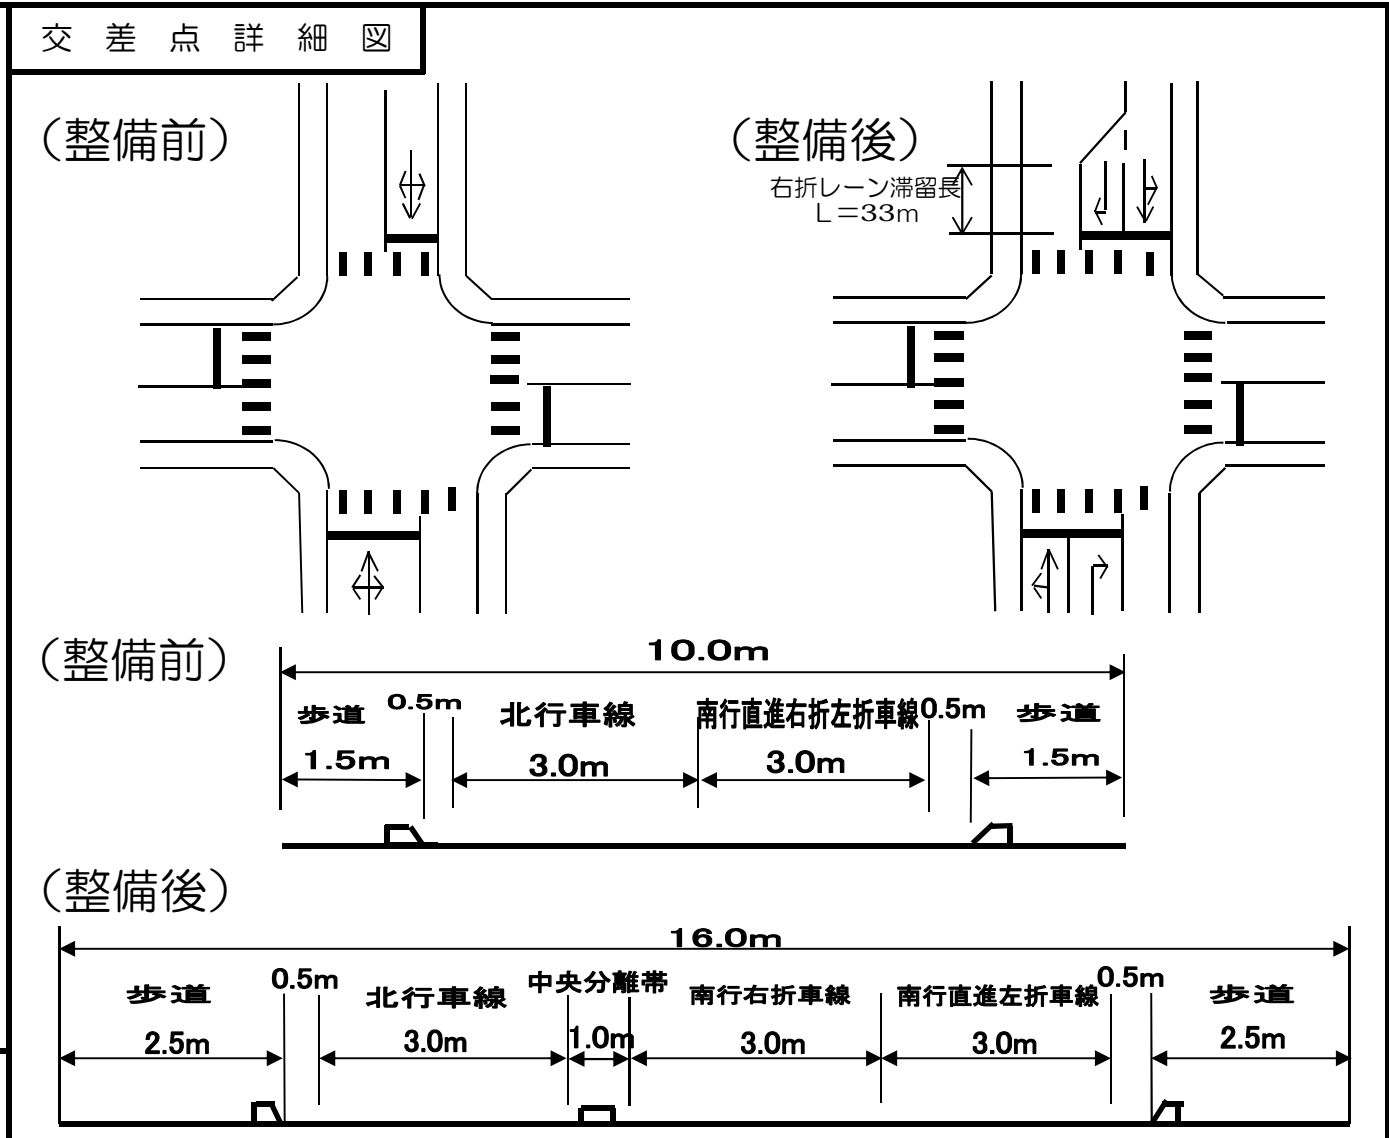 交差点詳細図
（整備前）
（整備後）
右折レーン滞留長
L=33m
（整備前）
10.0m
歩道 0.5m 北行車線 南行直進右折左折車線 0.5m 歩道
1.5m 3.0m 3.0m 1.5m
（整備後）
16.0m
歩道 0.5m 北行車線 中央分離帯 南行右折車線 南行直進左折車線 0.5m 歩道
2.5m 3.0m 1.0m 3.0m 3.0m 2.5m